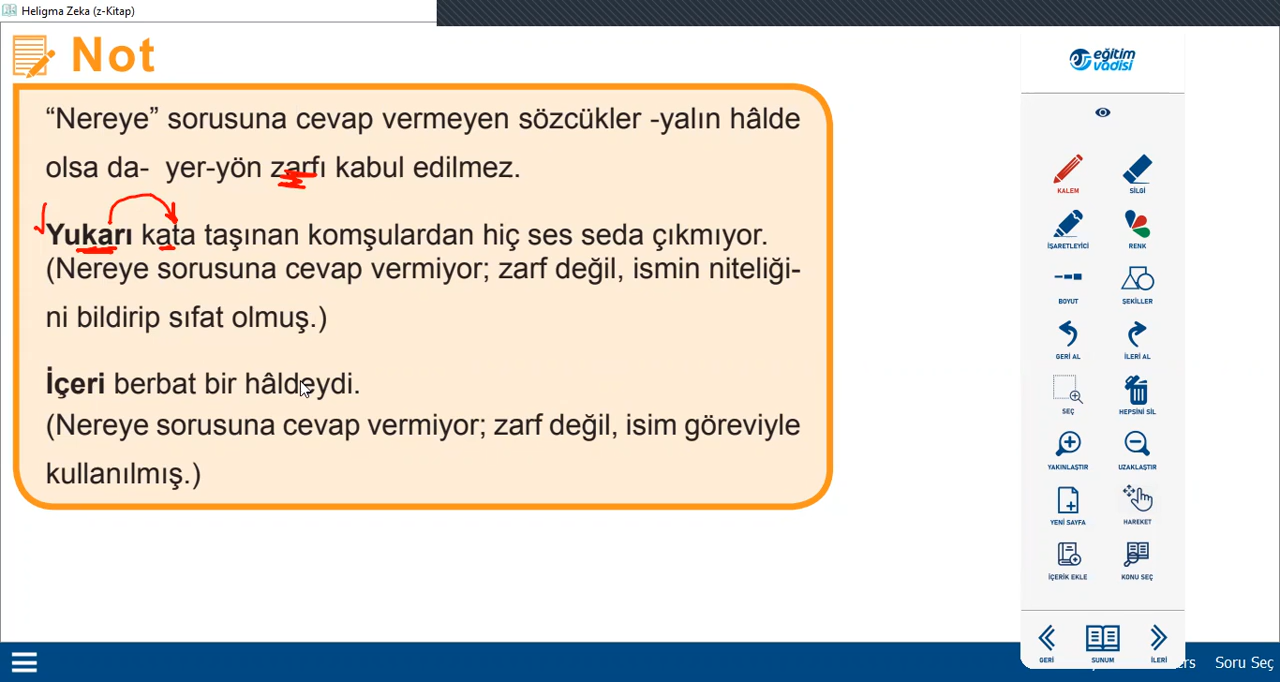 Heligma Zeka (z-Kitap)
Not
“Nereye” sorusuna cevap vermeyen sözcükler -yalın hâlde
olsa da- yer-yön zarfı kabul edilmez.
Yukarı kata taşınan komşulardan hiç ses seda çıkmıyor.
(Nereye sorusuna cevap vermiyor; zarf değil, ismin niteliği-
ni bildirip sıfat olmuş.)
İçeri berbat bir hâldeydi.
(Nereye sorusuna cevap vermiyor; zarf değil, isim göreviyle
kullanılmış.)
eğitim
vadisi
KALEM
SİLGİ
İŞARETLEYİCİ
RENK
BOYUT
ŞEKİLLER
GERİ AL
İLERİ AL
SEÇ
HEPSİNİ SİL
YAKINLAŞTIR
UZAKLAŞTIR
YENİ SAYFA
HAREKET
İÇERİK EKLE
KONU SEÇ
GERİ
SUNUM
İLERİ
Soru Seç